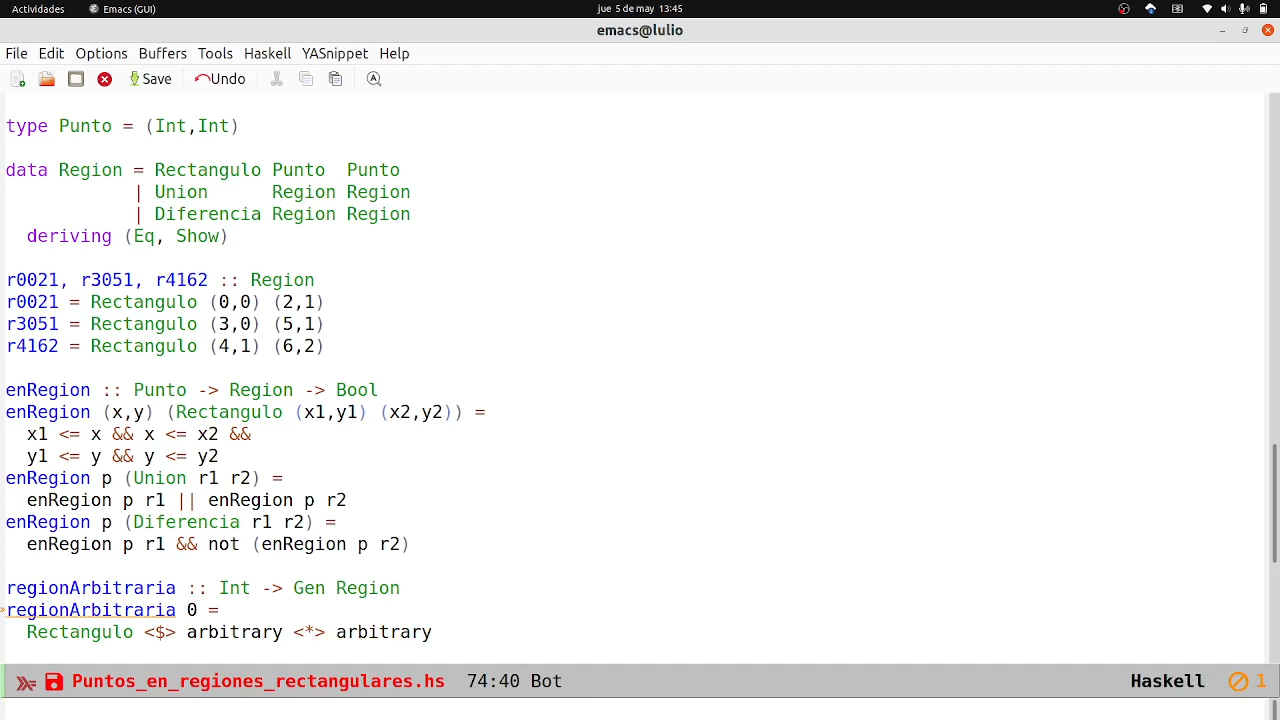 Actividades Emacs (GUI) jue 5 de may 13:45
emacs@lulio
File Edit Options Buffers Tools Haskell YASnippet Help
Save Undo
type Punto = (Int,Int)
data Region = Rectangulo Punto  Punto
            | Union      Region Region
            | Diferencia Region Region
  deriving (Eq, Show)
r0021, r3051, r4162 :: Region
r0021 = Rectangulo (0,0) (2,1)
r3051 = Rectangulo (3,0) (5,1)
r4162 = Rectangulo (4,1) (6,2)
enRegion :: Punto -> Region -> Bool
enRegion (x,y) (Rectangulo (x1,y1) (x2,y2)) =
  x1 <= x && x <= x2 &&
  y1 <= y && y <= y2
enRegion p (Union r1 r2) =
  enRegion p r1 || enRegion p r2
enRegion p (Diferencia r1 r2) =
  enRegion p r1 && not (enRegion p r2)
regionArbitraria :: Int -> Gen Region
regionArbitraria 0 =
  Rectangulo <$> arbitrary <*> arbitrary
Puntos_en_regiones_rectangulares.hs 74:40 Bot Haskell 1